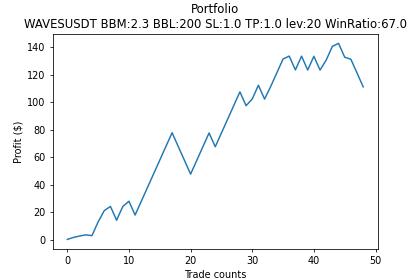 Portfolio
WAVESUSDT BBM:2.3 BBL:200 SL:1.0 TP:1.0 lev:20 WinRatio:67.0
140
120
100
80
60
40
20
0
Profit ($)
0 10 20 30 40 50
Trade counts